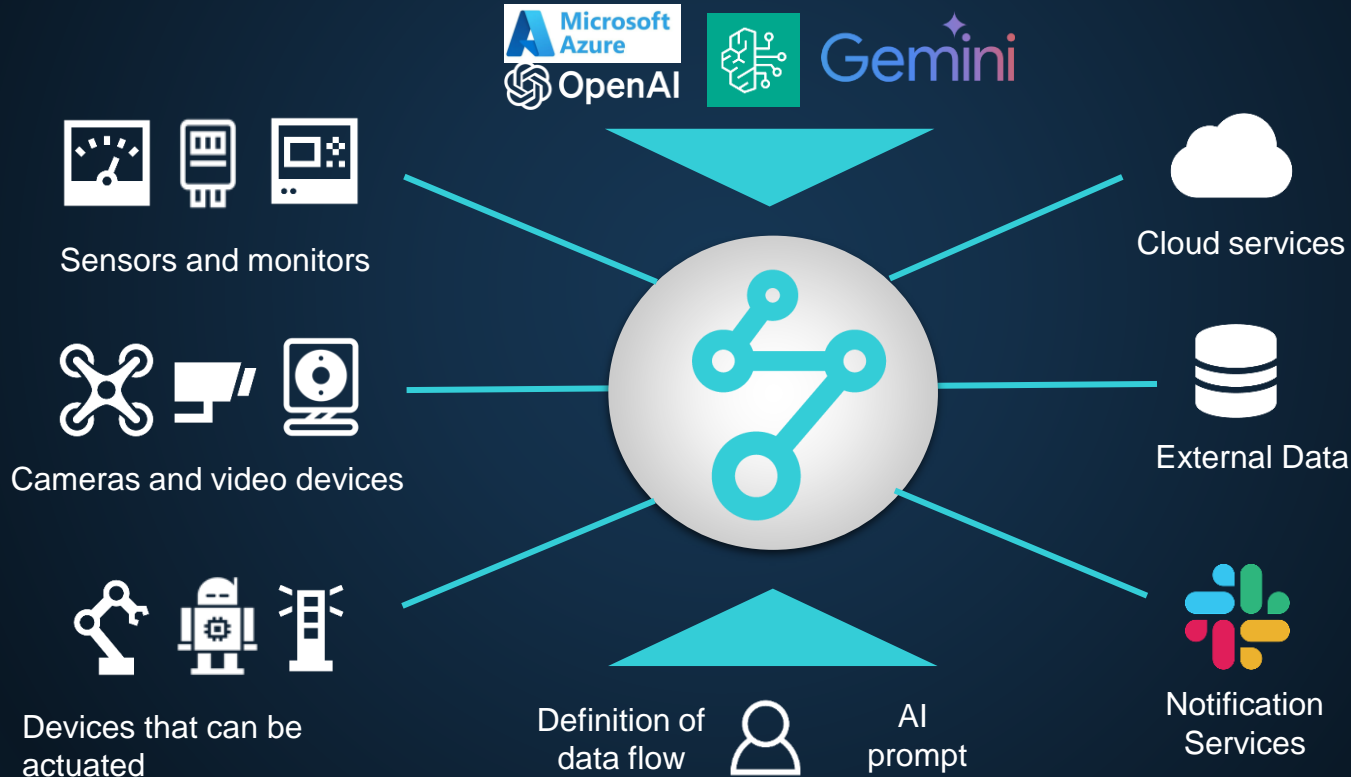 Microsoft
Azure
OpenAI
Gemini
Sensors and monitors
Cloud services
Cameras and video devices
External Data
Devices that can be
actuated
Definition of
data flow
AI
prompt
Notification
Services